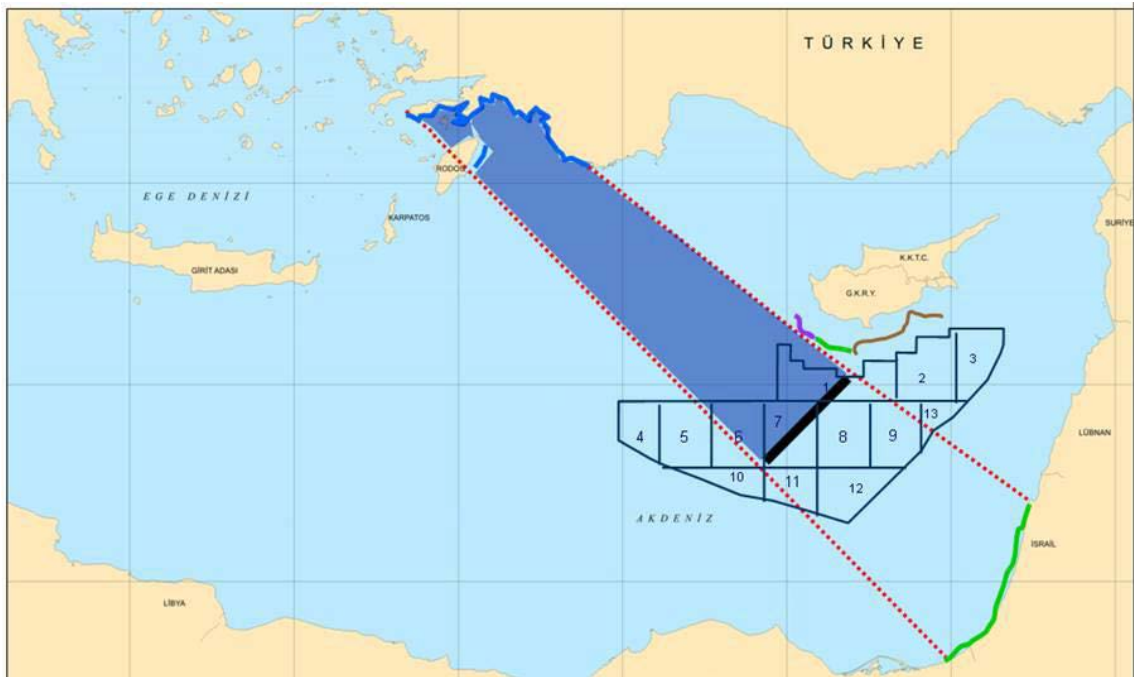 TÜRKİYE
RODOS
EGE DENİZİ
KARPATOS
SURİYE
K.K.T.C.
GİRİT ADASI
G.K.R.Y.
3
1
2
13
4
5
6
7
8
9
LÜBNAN
10
11
12
AKDENİZ
İSRAİL
LİBYA